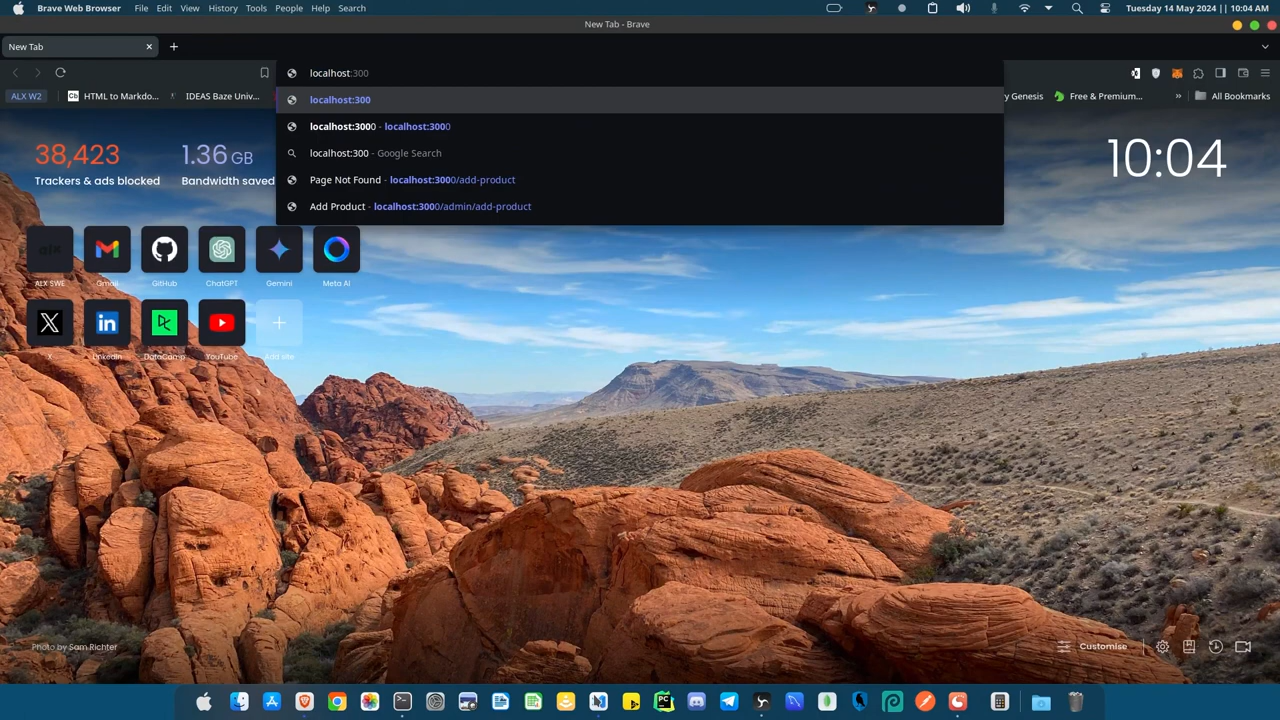 Brave Web Browser File Edit View History Tools People Help Search Tuesday 14 May 2024 || 10:04 AM
New Tab - Brave
New Tab
localhost:300
ALX W2 HTML to Markdo... IDEAS Baze Univ... y Genesis Free & Premium... » All Bookmarks
localhost:300
localhost:3000 - localhost:3000
localhost:300 - Google Search
Page Not Found - localhost:3000/add-product
Add Product - localhost:3000/admin/add-product
38,423 1.36 GB
Trackers & ads blocked Bandwidth saved
10:04
ALX SWE Gmail GitHub ChatGPT Gemini Meta AI
X LinkedIn DataCamp YouTube Add site
Photo by Sam Richter
Customise